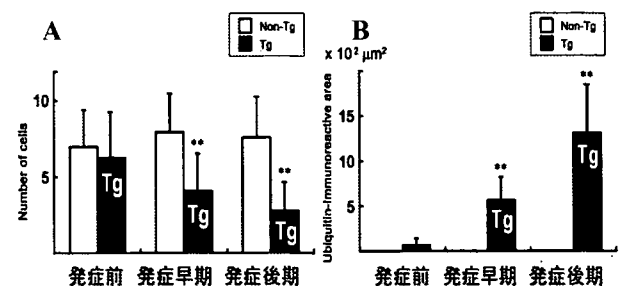 A
Non-Tg
Tg
Number of cells
10
5
**
**
Tg
Tg
Tg
発症前
発症早期
発症後期
B
Non-Tg
Tg
x 10² μm²
Ubiquitin-Immunoreactive area
15
10
5
**
**
Tg
Tg
発症前
発症早期
発症後期